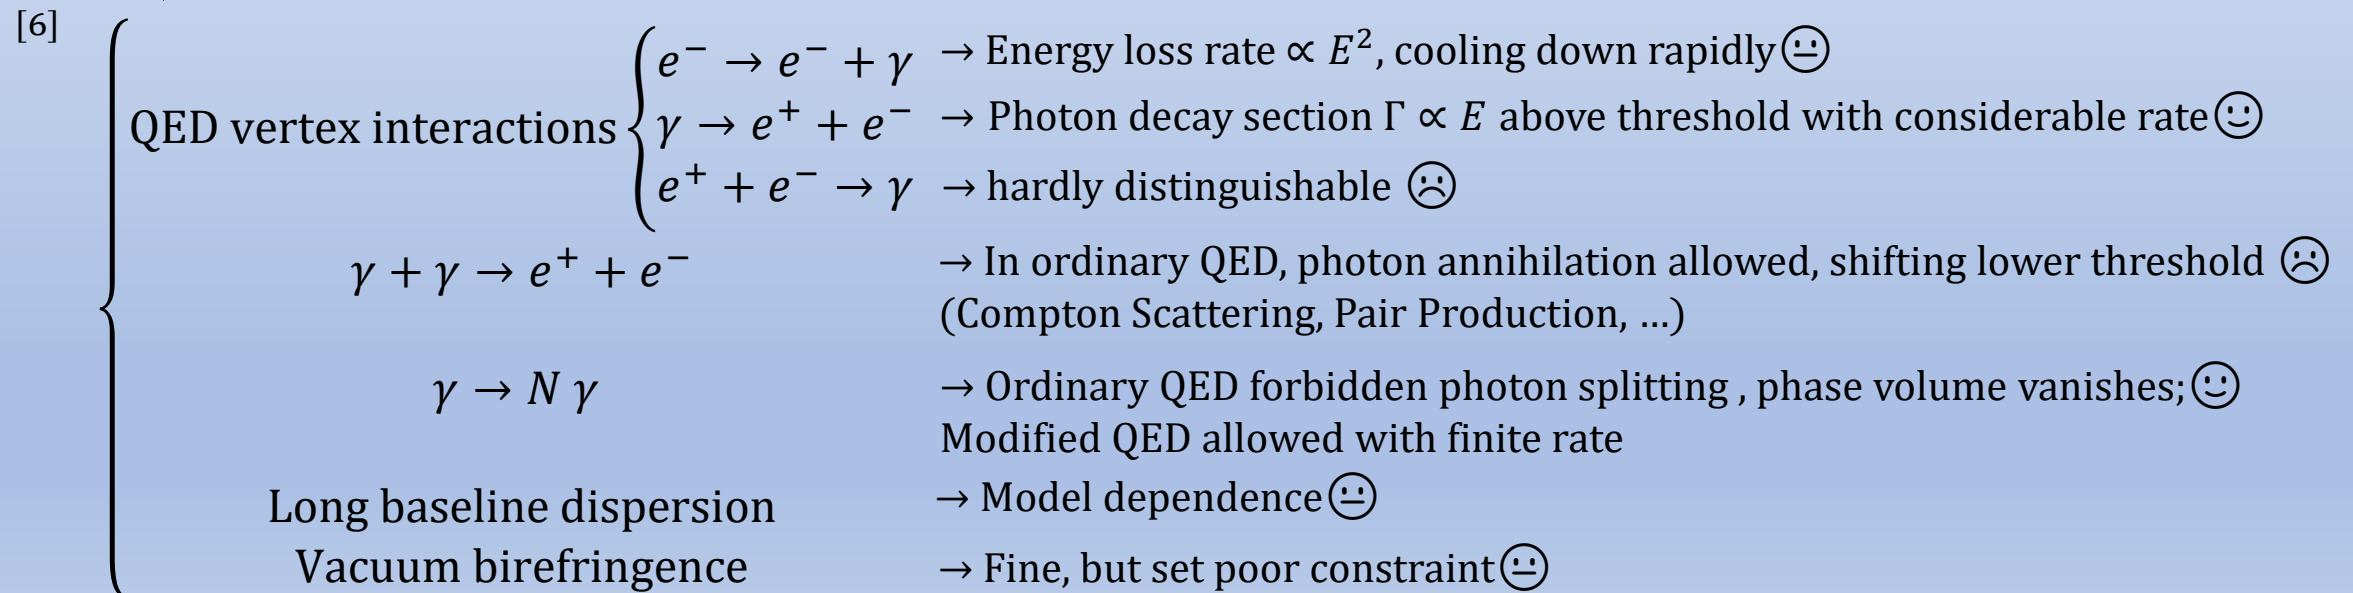 [6]
QED vertex interactions
e⁻ → e⁻ + γ → Energy loss rate ∝ E², cooling down rapidly
γ → e⁺ + e⁻ → Photon decay section Γ ∝ E above threshold with considerable rate
e⁺ + e⁻ → γ → hardly distinguishable
γ + γ → e⁺ + e⁻ → In ordinary QED, photon annihilation allowed, shifting lower threshold
(Compton Scattering, Pair Production, ...)
γ → N γ → Ordinary QED forbidden photon splitting , phase volume vanishes;
Modified QED allowed with finite rate
Long baseline dispersion → Model dependence
Vacuum birefringence → Fine, but set poor constraint